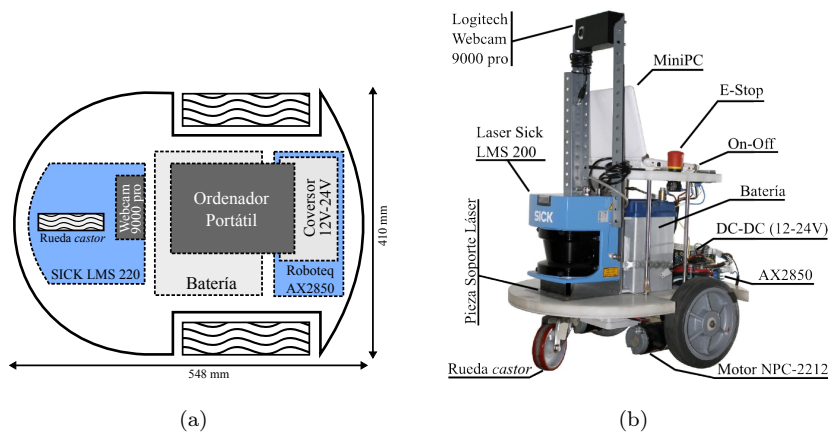 Webcam
9000 pro
Ordenador
Portátil
Coversor
12V-24V
Rueda castor
SICK LMS 220
Batería
Roboteq
AX2850
410 mm
548 mm
(a)
Logitech
Webcam
9000 pro
MiniPC
E-Stop
Laser Sick
LMS 200
On-Off
Batería
SICK
DC-DC (12-24V)
Pieza Soporte Láser
AX2850
Rueda castor
Motor NPC-2212
(b)